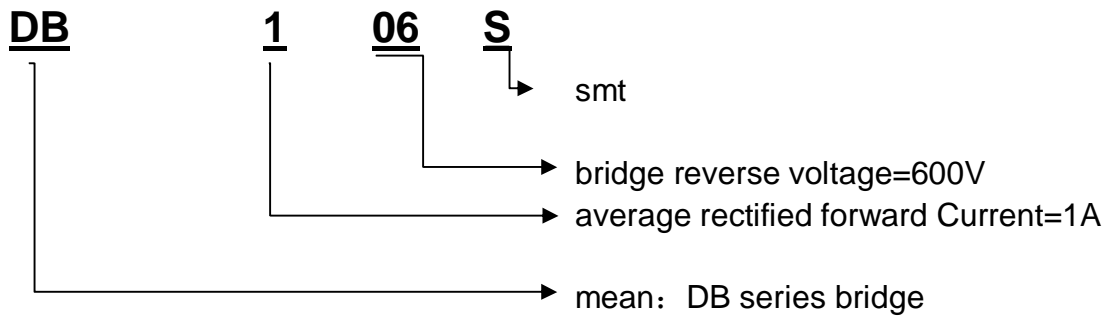 DB 1 06 S
smt
bridge reverse voltage=600V
average rectified forward Current=1A
mean：DB series bridge